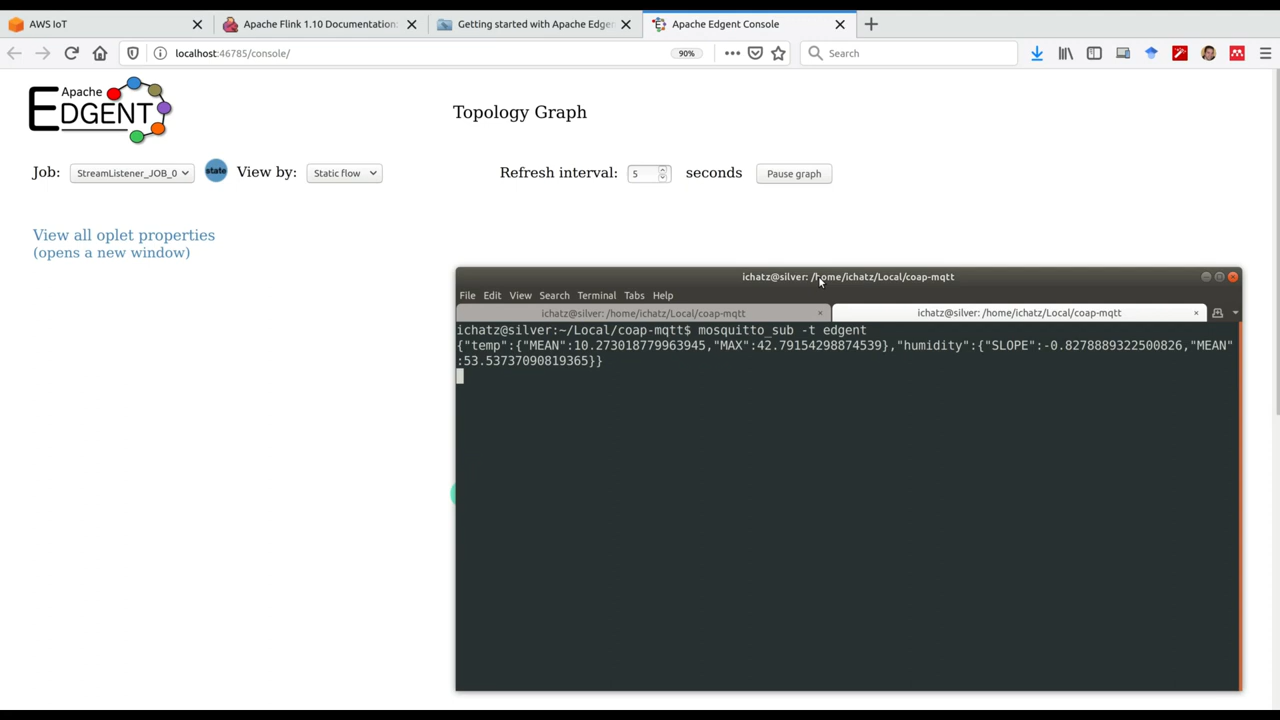 AWS IoT
Apache Flink 1.10 Documentation:
Getting started with Apache Edger
Apache Edgent Console
localhost:46785/console/
90%
Search
Apache
EDGENT
Topology Graph
Job:
StreamListener_JOB_0
state
View by:
Static flow
Refresh interval:
5
seconds
Pause graph
View all oplet properties
(opens a new window)
ichatz@silver: /home/ichatz/Local/coap-mqtt
File Edit View Search Terminal Tabs Help
ichatz@silver: /home/ichatz/Local/coap-mqtt
ichatz@silver: /home/ichatz/Local/coap-mqtt
ichatz@silver:~/Local/coap-mqtt$ mosquitto_sub -t edgent
{"temp":{"MEAN":10.273018779963945,"MAX":42.79154298874539},"humidity":{"SLOPE":-0.8278889322500826,"MEAN"
:53.53737090819365}}